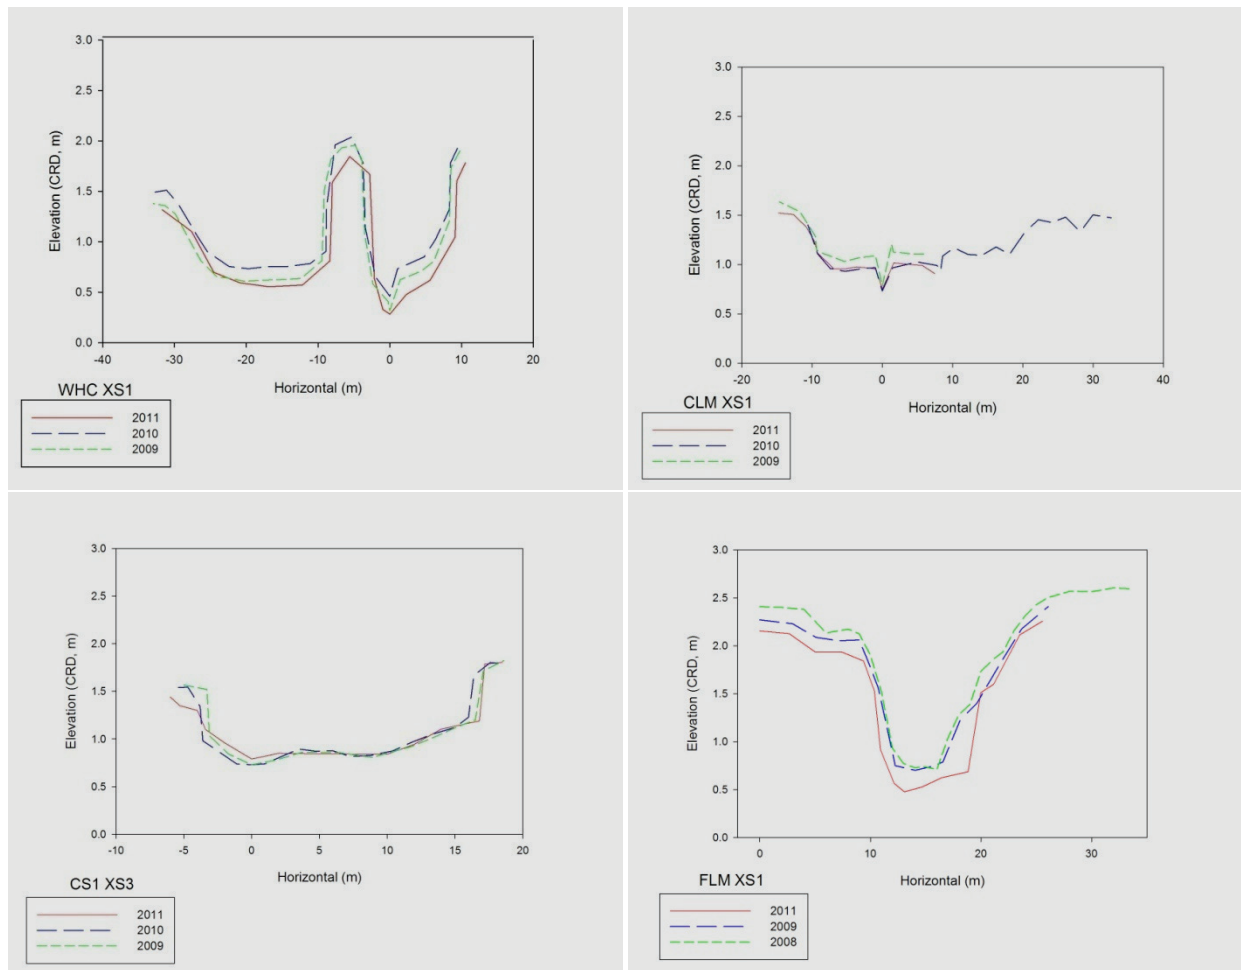 3.0
2.5
2.0
1.5
1.0
0.5
0.0
Elevation (CRD, m)
-40 -30 -20 -10 0 10 20
Horizontal (m)
WHC XS1
2011
2010
2009
3.0
2.5
2.0
1.5
1.0
0.5
0.0
Elevation (CRD, m)
-20 -10 0 10 20 30 40
Horizontal (m)
CLM XS1
2011
2010
2009
3.0
2.5
2.0
1.5
1.0
0.5
0.0
Elevation (CRD, m)
-10 -5 0 5 10 15 20
Horizontal (m)
CS1 XS3
2011
2010
2009
3.0
2.5
2.0
1.5
1.0
0.5
0.0
Elevation (CRD, m)
0 10 20 30
Horizontal (m)
FLM XS1
2011
2009
2008